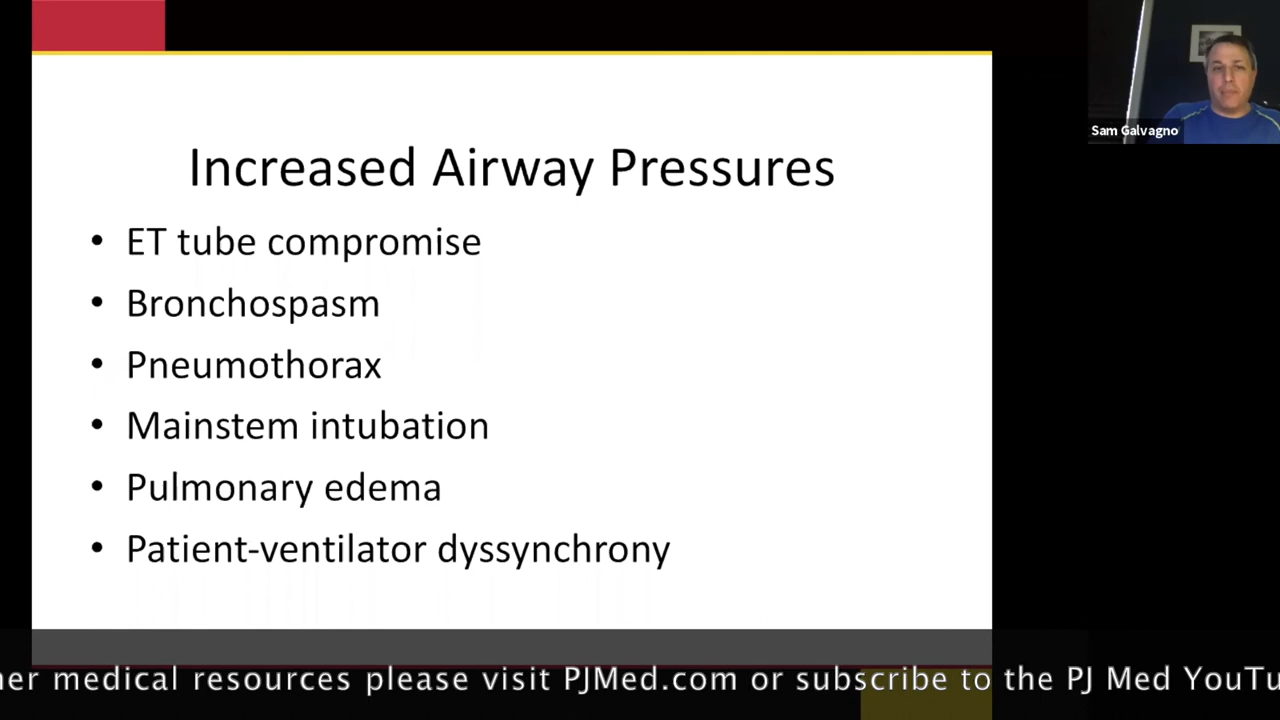 Increased Airway Pressures
• ET tube compromise
• Bronchospasm
• Pneumothorax
• Mainstem intubation
• Pulmonary edema
• Patient-ventilator dyssynchrony
Sam Galvagno
medical resources please visit PJMed.com or subscribe to the PJ Med